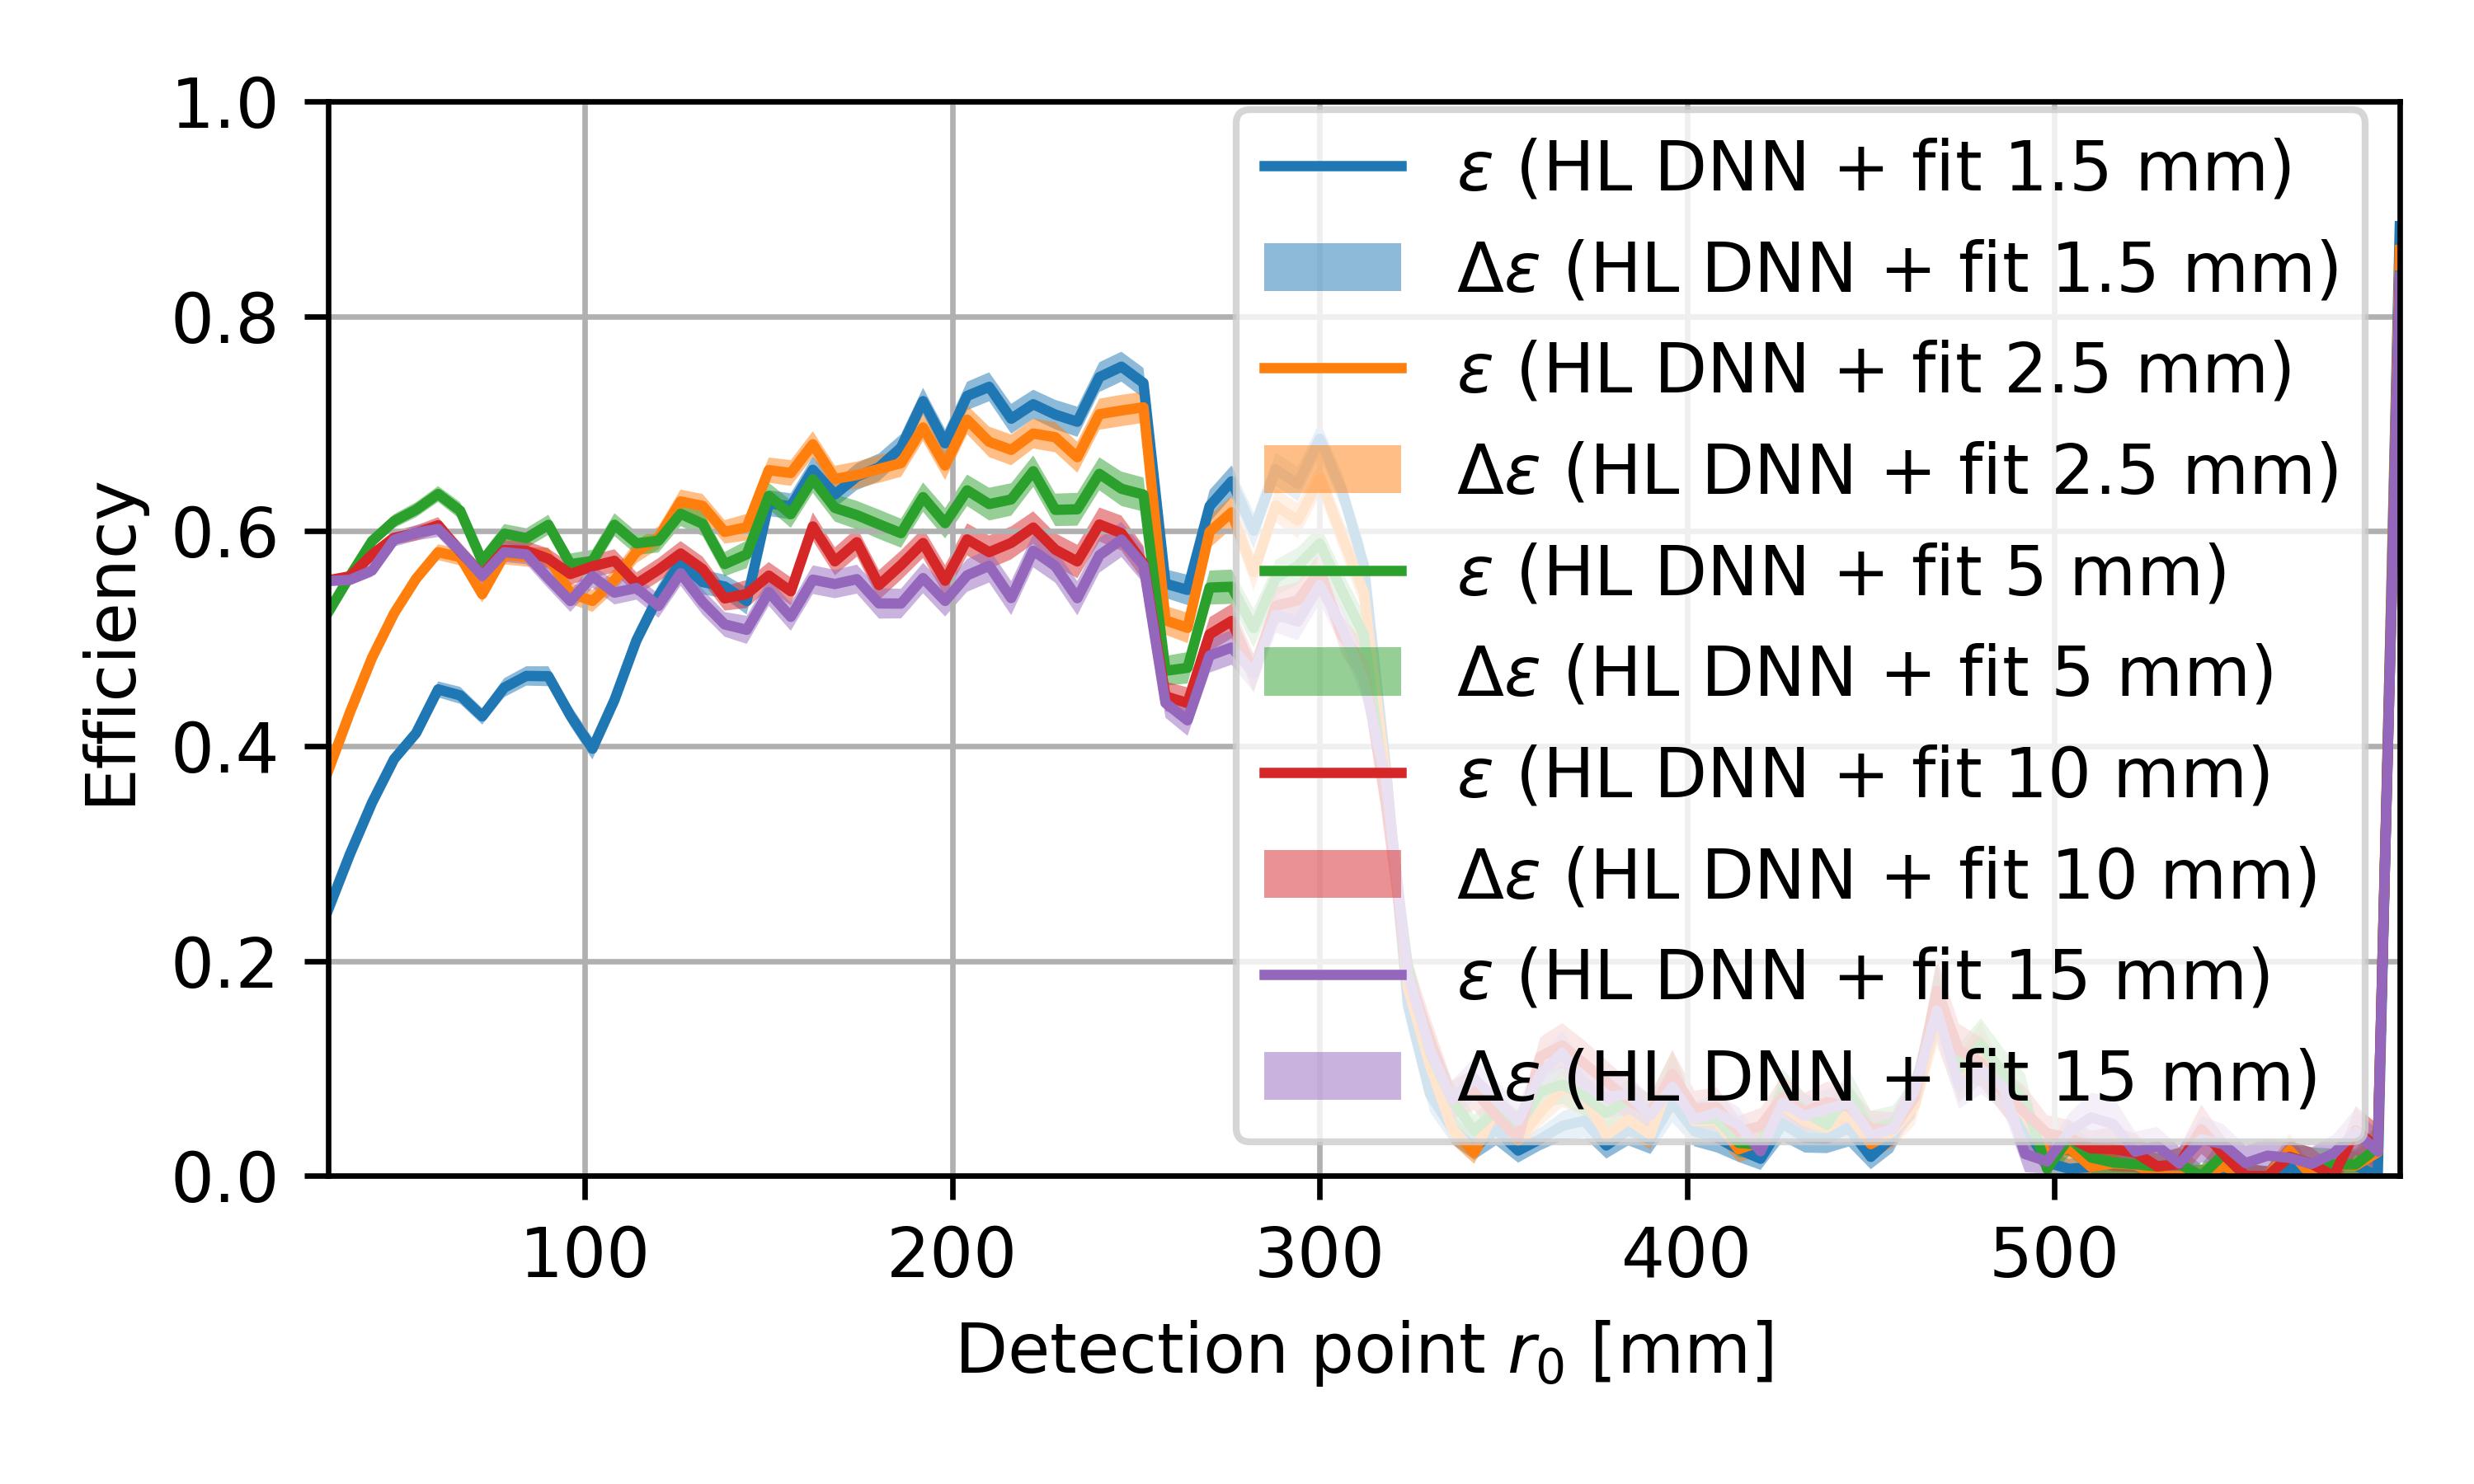 1.0
0.8
0.6
0.4
0.2
0.0
Efficiency
ε (HL DNN + fit 1.5 mm)
Δε (HL DNN + fit 1.5 mm)
ε (HL DNN + fit 2.5 mm)
Δε (HL DNN + fit 2.5 mm)
ε (HL DNN + fit 5 mm)
Δε (HL DNN + fit 5 mm)
ε (HL DNN + fit 10 mm)
Δε (HL DNN + fit 10 mm)
ε (HL DNN + fit 15 mm)
Δε (HL DNN + fit 15 mm)
100 200 300 400 500
Detection point r₀ [mm]